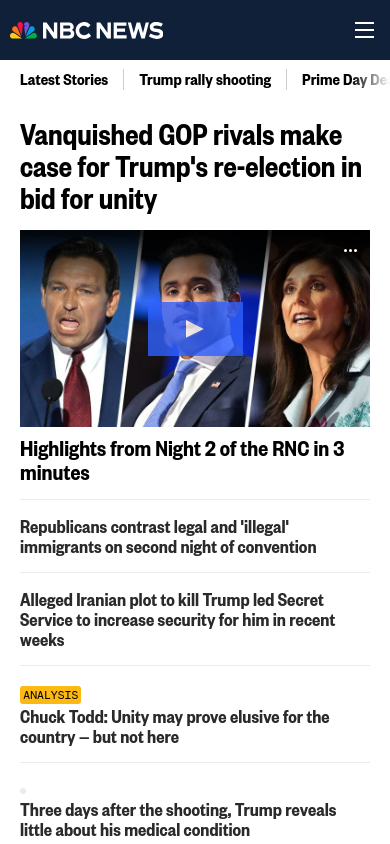 NBC NEWS
Latest Stories
Trump rally shooting
Prime Day De
Vanquished GOP rivals make
case for Trump's re-election in
bid for unity
Highlights from Night 2 of the RNC in 3
minutes
Republicans contrast legal and 'illegal'
immigrants on second night of convention
Alleged Iranian plot to kill Trump led Secret
Service to increase security for him in recent
weeks
ANALYSIS
Chuck Todd: Unity may prove elusive for the
country — but not here
Three days after the shooting, Trump reveals
little about his medical condition